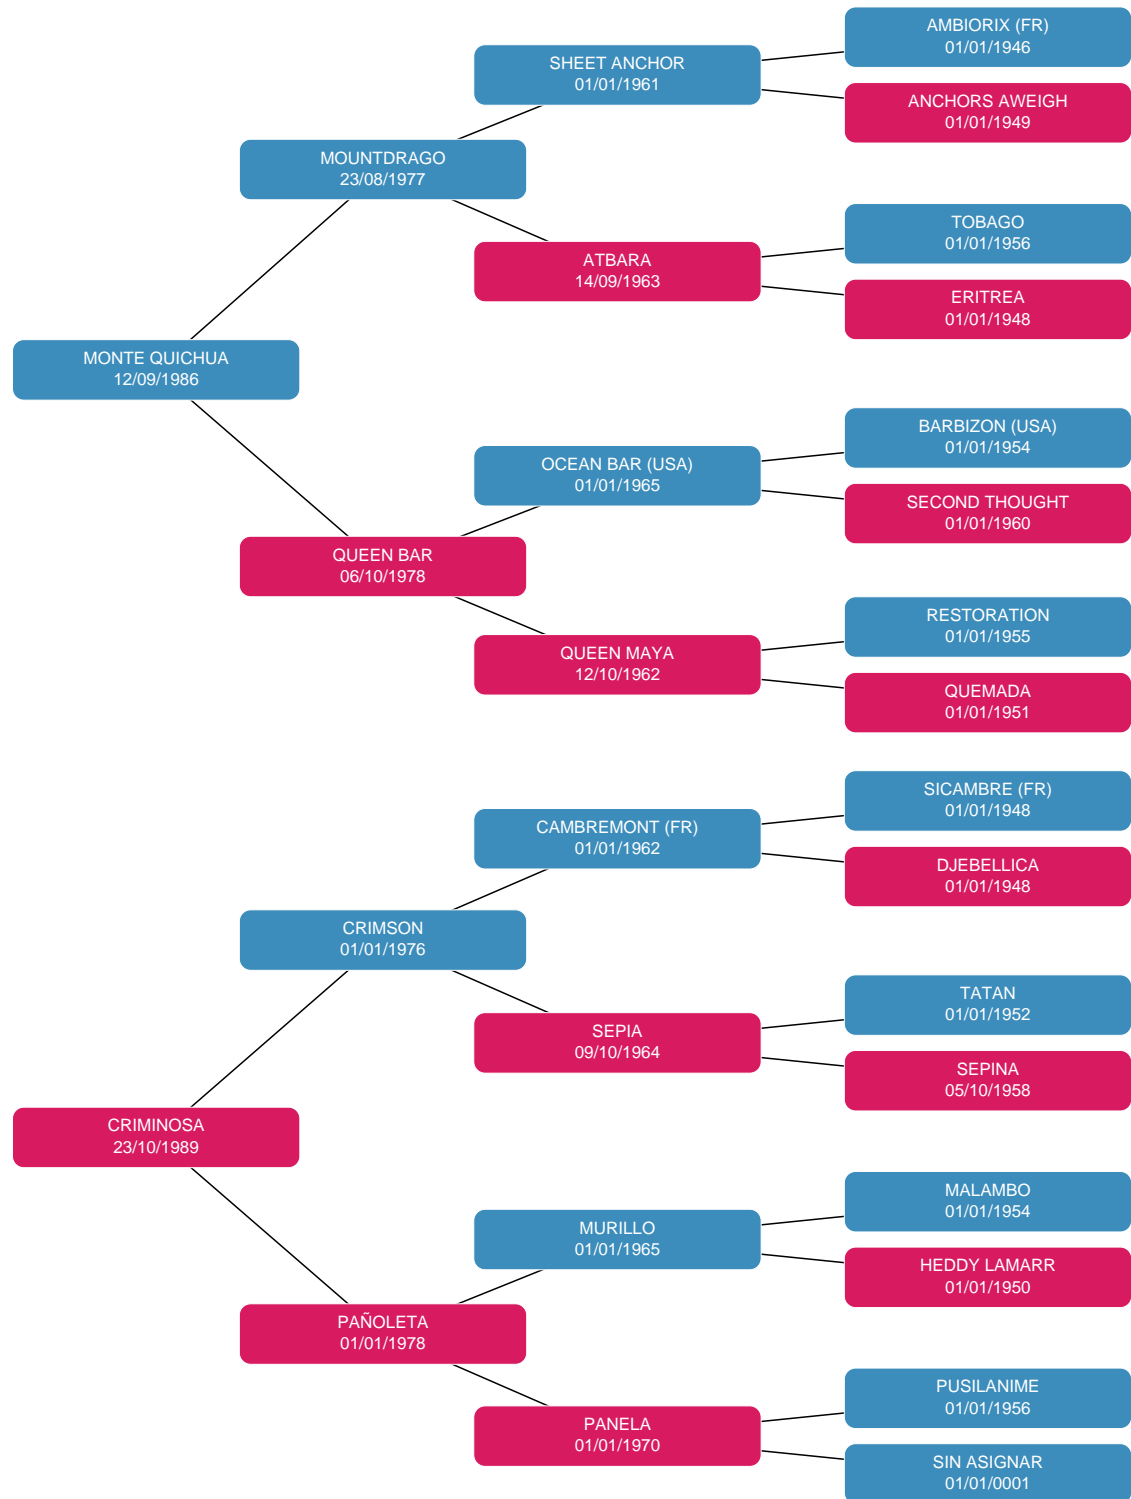 AMBIORIX (FR)
01/01/1946
SHEET ANCHOR
01/01/1961
ANCHORS AWEIGH
01/01/1949
MOUNTDRAGO
23/08/1977
TOBAGO
01/01/1956
ATBARA
14/09/1963
ERITREA
01/01/1948
MONTE QUICHUA
12/09/1986
BARBIZON (USA)
01/01/1954
OCEAN BAR (USA)
01/01/1965
SECOND THOUGHT
01/01/1960
QUEEN BAR
06/10/1978
RESTORATION
01/01/1955
QUEEN MAYA
12/10/1962
QUEMADA
01/01/1951
SICAMBRE (FR)
01/01/1948
CAMBREMONT (FR)
01/01/1962
DJEBELLICA
01/01/1948
CRIMSON
01/01/1976
TATAN
01/01/1952
SEPIA
09/10/1964
SEPINA
05/10/1958
CRIMINOSA
23/10/1989
MALAMBO
01/01/1954
MURILLO
01/01/1965
HEDDY LAMARR
01/01/1950
PAÑOLETA
01/01/1978
PUSILANIME
01/01/1956
PANELA
01/01/1970
SIN ASIGNAR
01/01/0001